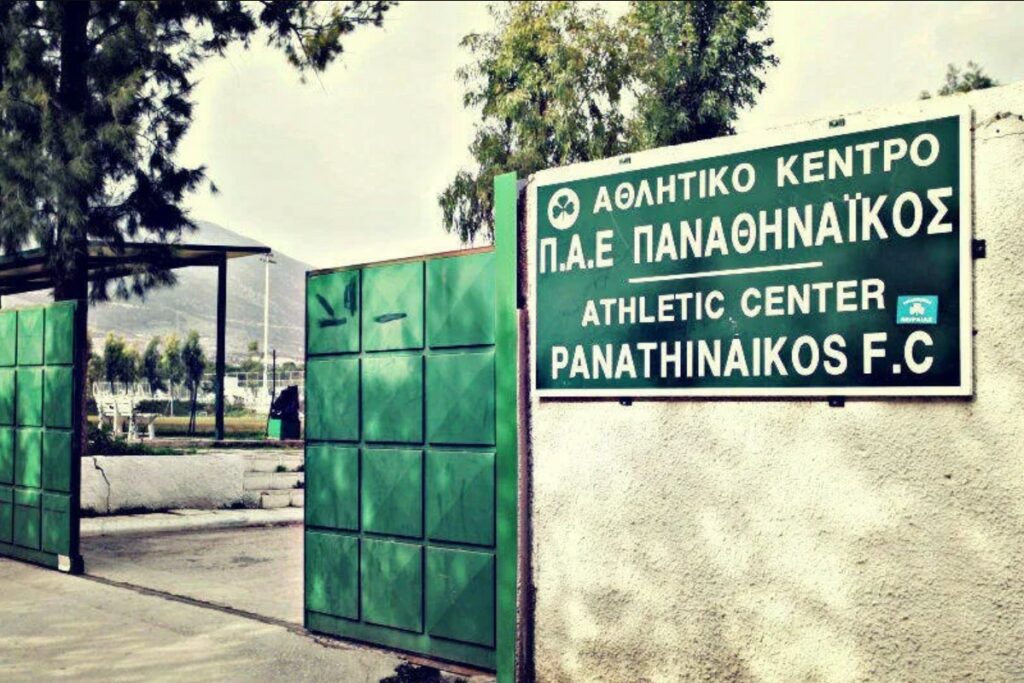 ΑΘΛΗΤΙΚΟ ΚΕΝΤΡΟ
Π.Α.Ε ΠΑΝΑΘΗΝΑΪΚΟΣ
ATHLETIC CENTER
PANATHINAIKOS F.C